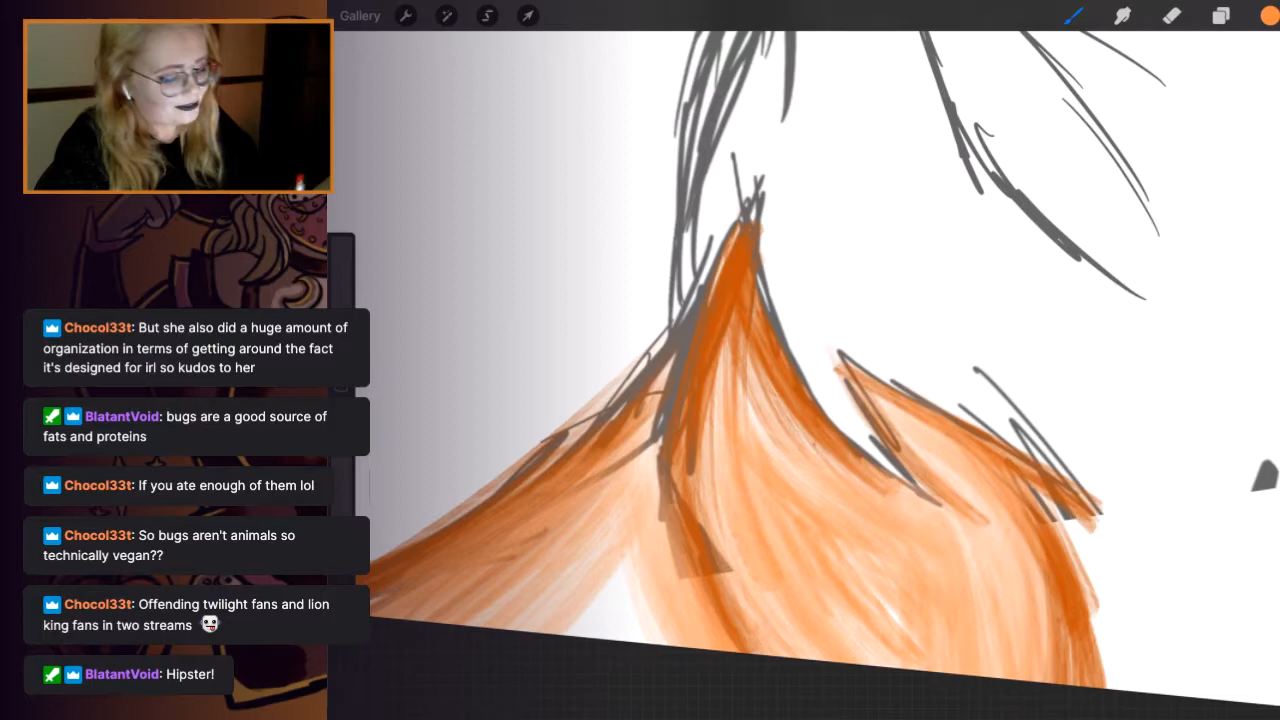 Gallery
Chocol33t: But she also did a huge amount of
organization in terms of getting around the fact
it's designed for irl so kudos to her
BlatantVoid: bugs are a good source of
fats and proteins
Chocol33t: If you ate enough of them lol
Chocol33t: So bugs aren't animals so
technically vegan??
Chocol33t: Offending twilight fans and lion
king fans in two streams
BlatantVoid: Hipster!